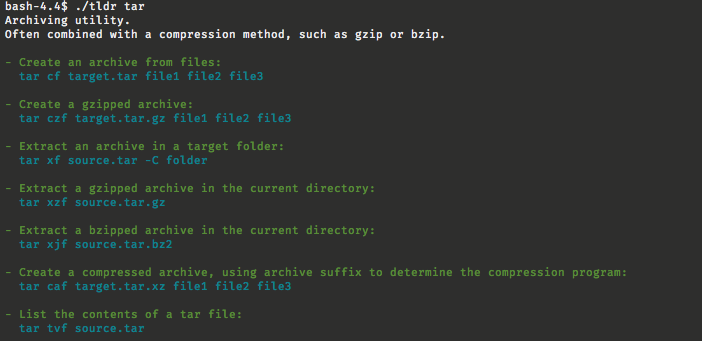 bash-4.4$ ./tldr tar
Archiving utility.
Often combined with a compression method, such as gzip or bzip.
- Create an archive from files:
tar cf target.tar file1 file2 file3
- Create a gzipped archive:
tar czf target.tar.gz file1 file2 file3
- Extract an archive in a target folder:
tar xf source.tar -C folder
- Extract a gzipped archive in the current directory:
tar xzf source.tar.gz
- Extract a bzipped archive in the current directory:
tar xjf source.tar.bz2
- Create a compressed archive, using archive suffix to determine the compression program:
tar caf target.tar.xz file1 file2 file3
- List the contents of a tar file:
tar tvf source.tar